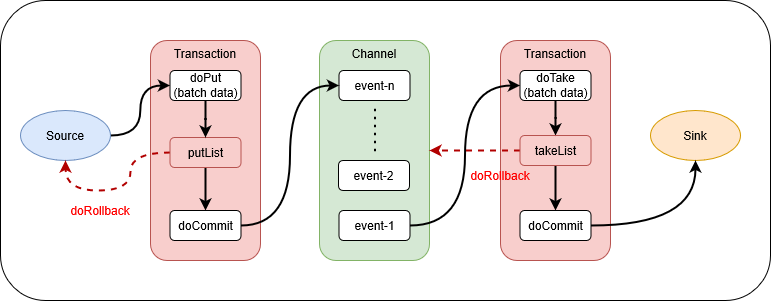 Source
doRollback
Transaction
doPut
(batch data)
putList
doCommit
Channel
event-n
event-2
event-1
Transaction
doTake
(batch data)
takeList
doRollback
doCommit
Sink